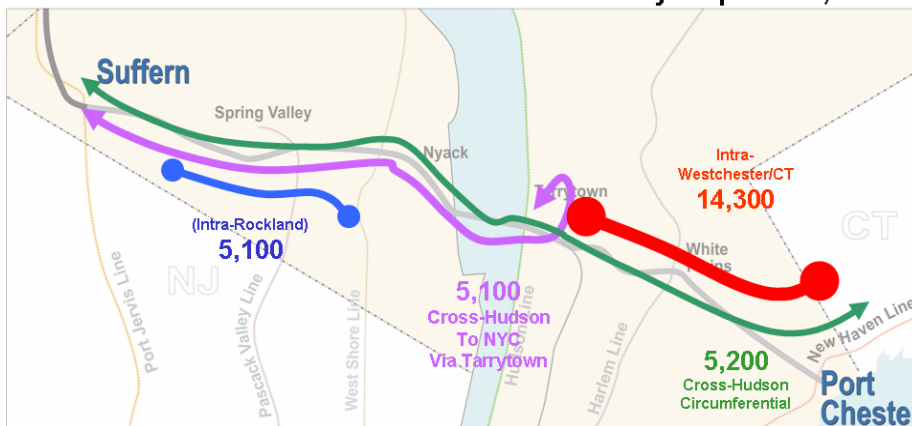 Suffern
Spring Valley
Nyack
Tarrytown
Intra-
Westchester/CT
14,300
(Intra-Rockland)
5,100
White
CT
NJ
5,100
Cross-Hudson
To NYC
Via Tarrytown
Port Jervis Line
Pascack Valley Line
West Shore Line
Hudson Line
Harlem Line
New Haven Line
5,200
Cross-Hudson
Circumferential
Port
Cheste